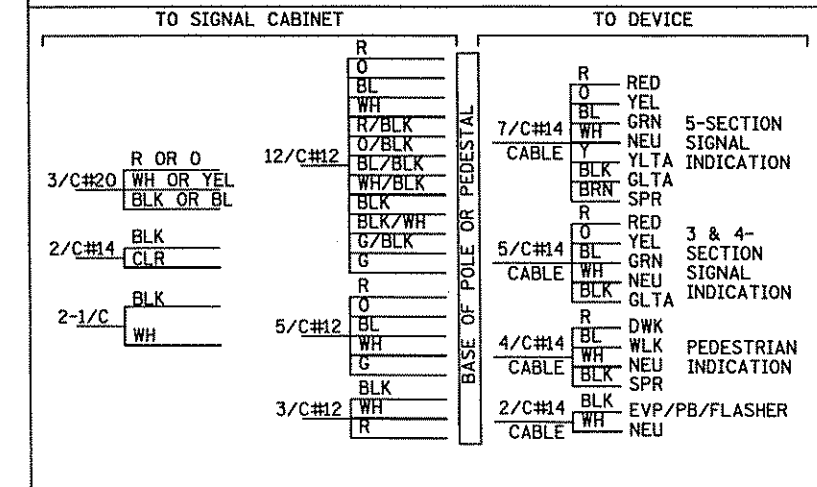 TO SIGNAL CABINET
TO DEVICE
3/C#20
R OR O
WH OR YEL
BLK OR BL
2/C#14
BLK
CLR
2-1/C
BLK
WH
12/C#12
R
O
BL
WH
R/BLK
O/BLK
BL/BLK
WH/BLK
BLK
BLK/WH
G/BLK
G
5/C#12
R
O
BL
WH
G
3/C#12
BLK
WH
R
BASE OF POLE OR PEDESTAL
7/C#14
CABLE
R RED
O YEL
BL GRN
WH NEU
Y YLTA
BLK GLTA
BRN SPR
5-SECTION
SIGNAL
INDICATION
5/C#14
CABLE
R RED
O YEL
BL GRN
WH NEU
BLK GLTA
3 & 4-
SECTION
SIGNAL
INDICATION
4/C#14
CABLE
R DWK
BL WLK
WH NEU
BLK SPR
PEDESTRIAN
INDICATION
2/C#14
CABLE
BLK EVP/PB/FLASHER
WH NEU